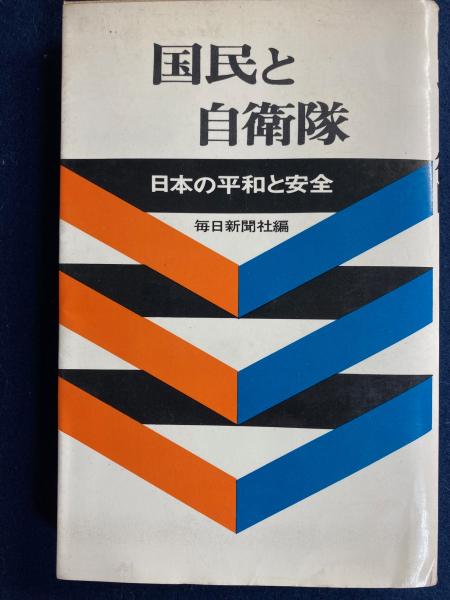 国民と
自衛隊
日本の平和と安全
毎日新聞社編